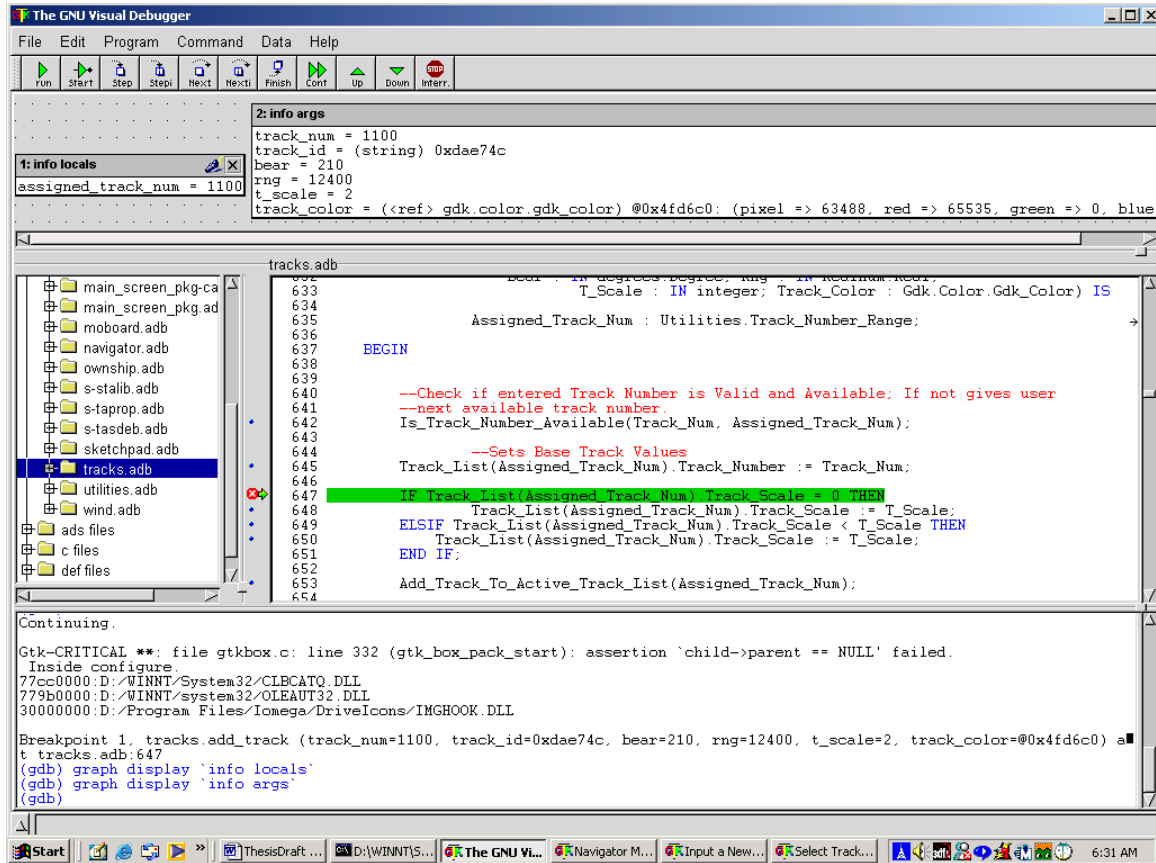 The GNU Visual Debugger
File Edit Program Command Data Help
run Start Step Stepi Next Nexti Finish Cont Up Down Interr.
2: info args
track_num = 1100
track_id = (string) 0xdae74c
bear = 210
rng = 12400
t_scale = 2
track_color = (<ref> gdk.color.gdk_color) @0x4fd6c0: (pixel => 63488, red => 65535, green => 0, blue
1: info locals
assigned_track_num = 1100
tracks.adb
main_screen_pkg-ca
main_screen_pkg.ad
moboard.adb
navigator.adb
ownship.adb
s-stalib.adb
s-taprop.adb
s-tasdeb.adb
sketchpad.adb
tracks.adb
utilities.adb
wind.adb
ads files
c files
def files
633 T_Scale : IN integer; Track_Color : Gdk.Color.Gdk_Color) IS
634
635 Assigned_Track_Num : Utilities.Track_Number_Range;
636
637 BEGIN
638
639
640 --Check if entered Track Number is Valid and Available; If not gives user
641 --next available track number.
642 Is_Track_Number_Available(Track_Num, Assigned_Track_Num);
643
644 --Sets Base Track Values
645 Track_List(Assigned_Track_Num).Track_Number := Track_Num;
646
647 IF Track_List(Assigned_Track_Num).Track_Scale = 0 THEN
648 Track_List(Assigned_Track_Num).Track_Scale := T_Scale;
649 ELSIF Track_List(Assigned_Track_Num).Track_Scale < T_Scale THEN
650 Track_List(Assigned_Track_Num).Track_Scale := T_Scale;
651 END IF;
652
653 Add_Track_To_Active_Track_List(Assigned_Track_Num);
654
Continuing.
Gtk-CRITICAL **: file gtkbox.c: line 332 (gtk_box_pack_start): assertion `child->parent == NULL' failed.
Inside configure.
77cc0000:D:/WINNT/System32/CLBCATQ.DLL
779b0000:D:/WINNT/system32/OLEAUT32.DLL
30000000:D:/Program Files/Iomega/DriveIcons/IMGHOOK.DLL
Breakpoint 1, tracks.add_track (track_num=1100, track_id=0xdae74c, bear=210, rng=12400, t_scale=2, track_color=@0x4fd6c0) a
t tracks.adb:647
(gdb) graph display `info locals`
(gdb) graph display `info args`
(gdb)
Start » ThesisDraft ... D:\WINNT\S... The GNU Vi... Navigator M... Input a New... Select Track... 6:31 AM